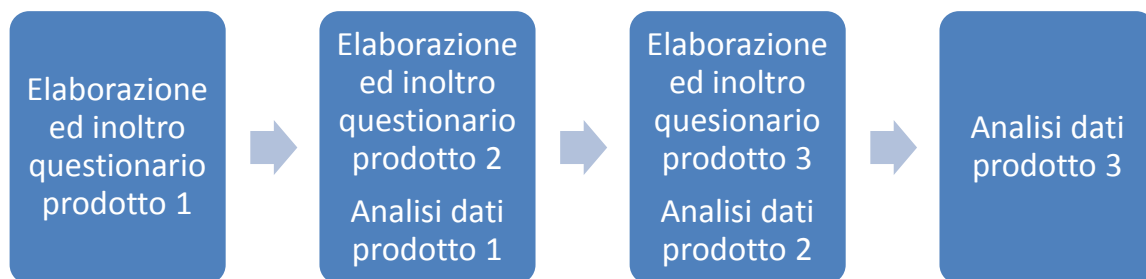 Elaborazione
ed inoltro
questionario
prodotto 1
Elaborazione
ed inoltro
questionario
prodotto 2
Analisi dati
prodotto 1
Elaborazione
ed inoltro
quesionario
prodotto 3
Analisi dati
prodotto 2
Analisi dati
prodotto 3